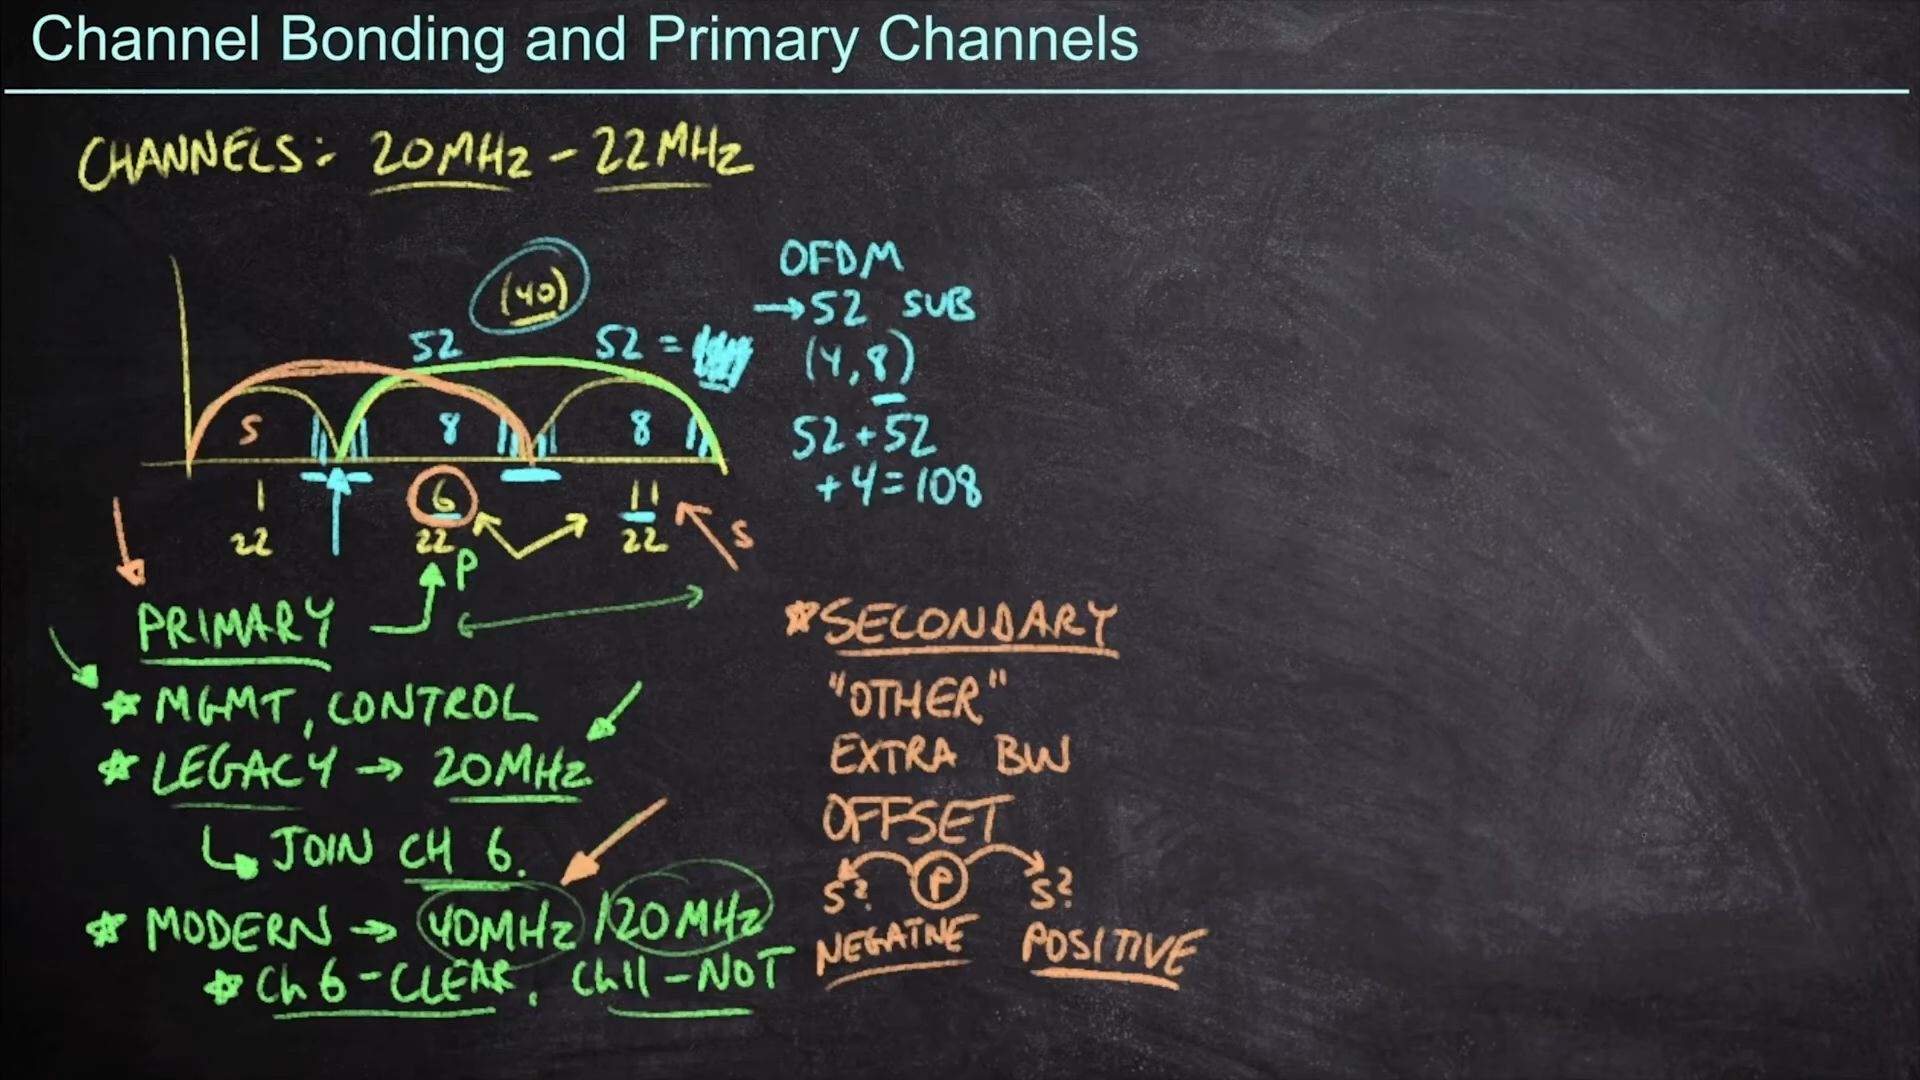 Channel Bonding and Primary Channels
CHANNELS: 20MHz - 22MHz
(40)
52 52 =
S 8 8
1 6 11
22 22 22
P S
OFDM
→ 52 SUB
(4,8)
52 + 52
+ 4 = 108
PRIMARY
* MGMT, CONTROL
* LEGACY → 20MHz
↳ JOIN CH 6.
* MODERN → 40MHz / 20MHz
* Ch 6 - CLEAR, Ch 11 - NOT
* SECONDARY
"OTHER"
EXTRA BW
OFFSET
S? P S?
NEGATIVE POSITIVE